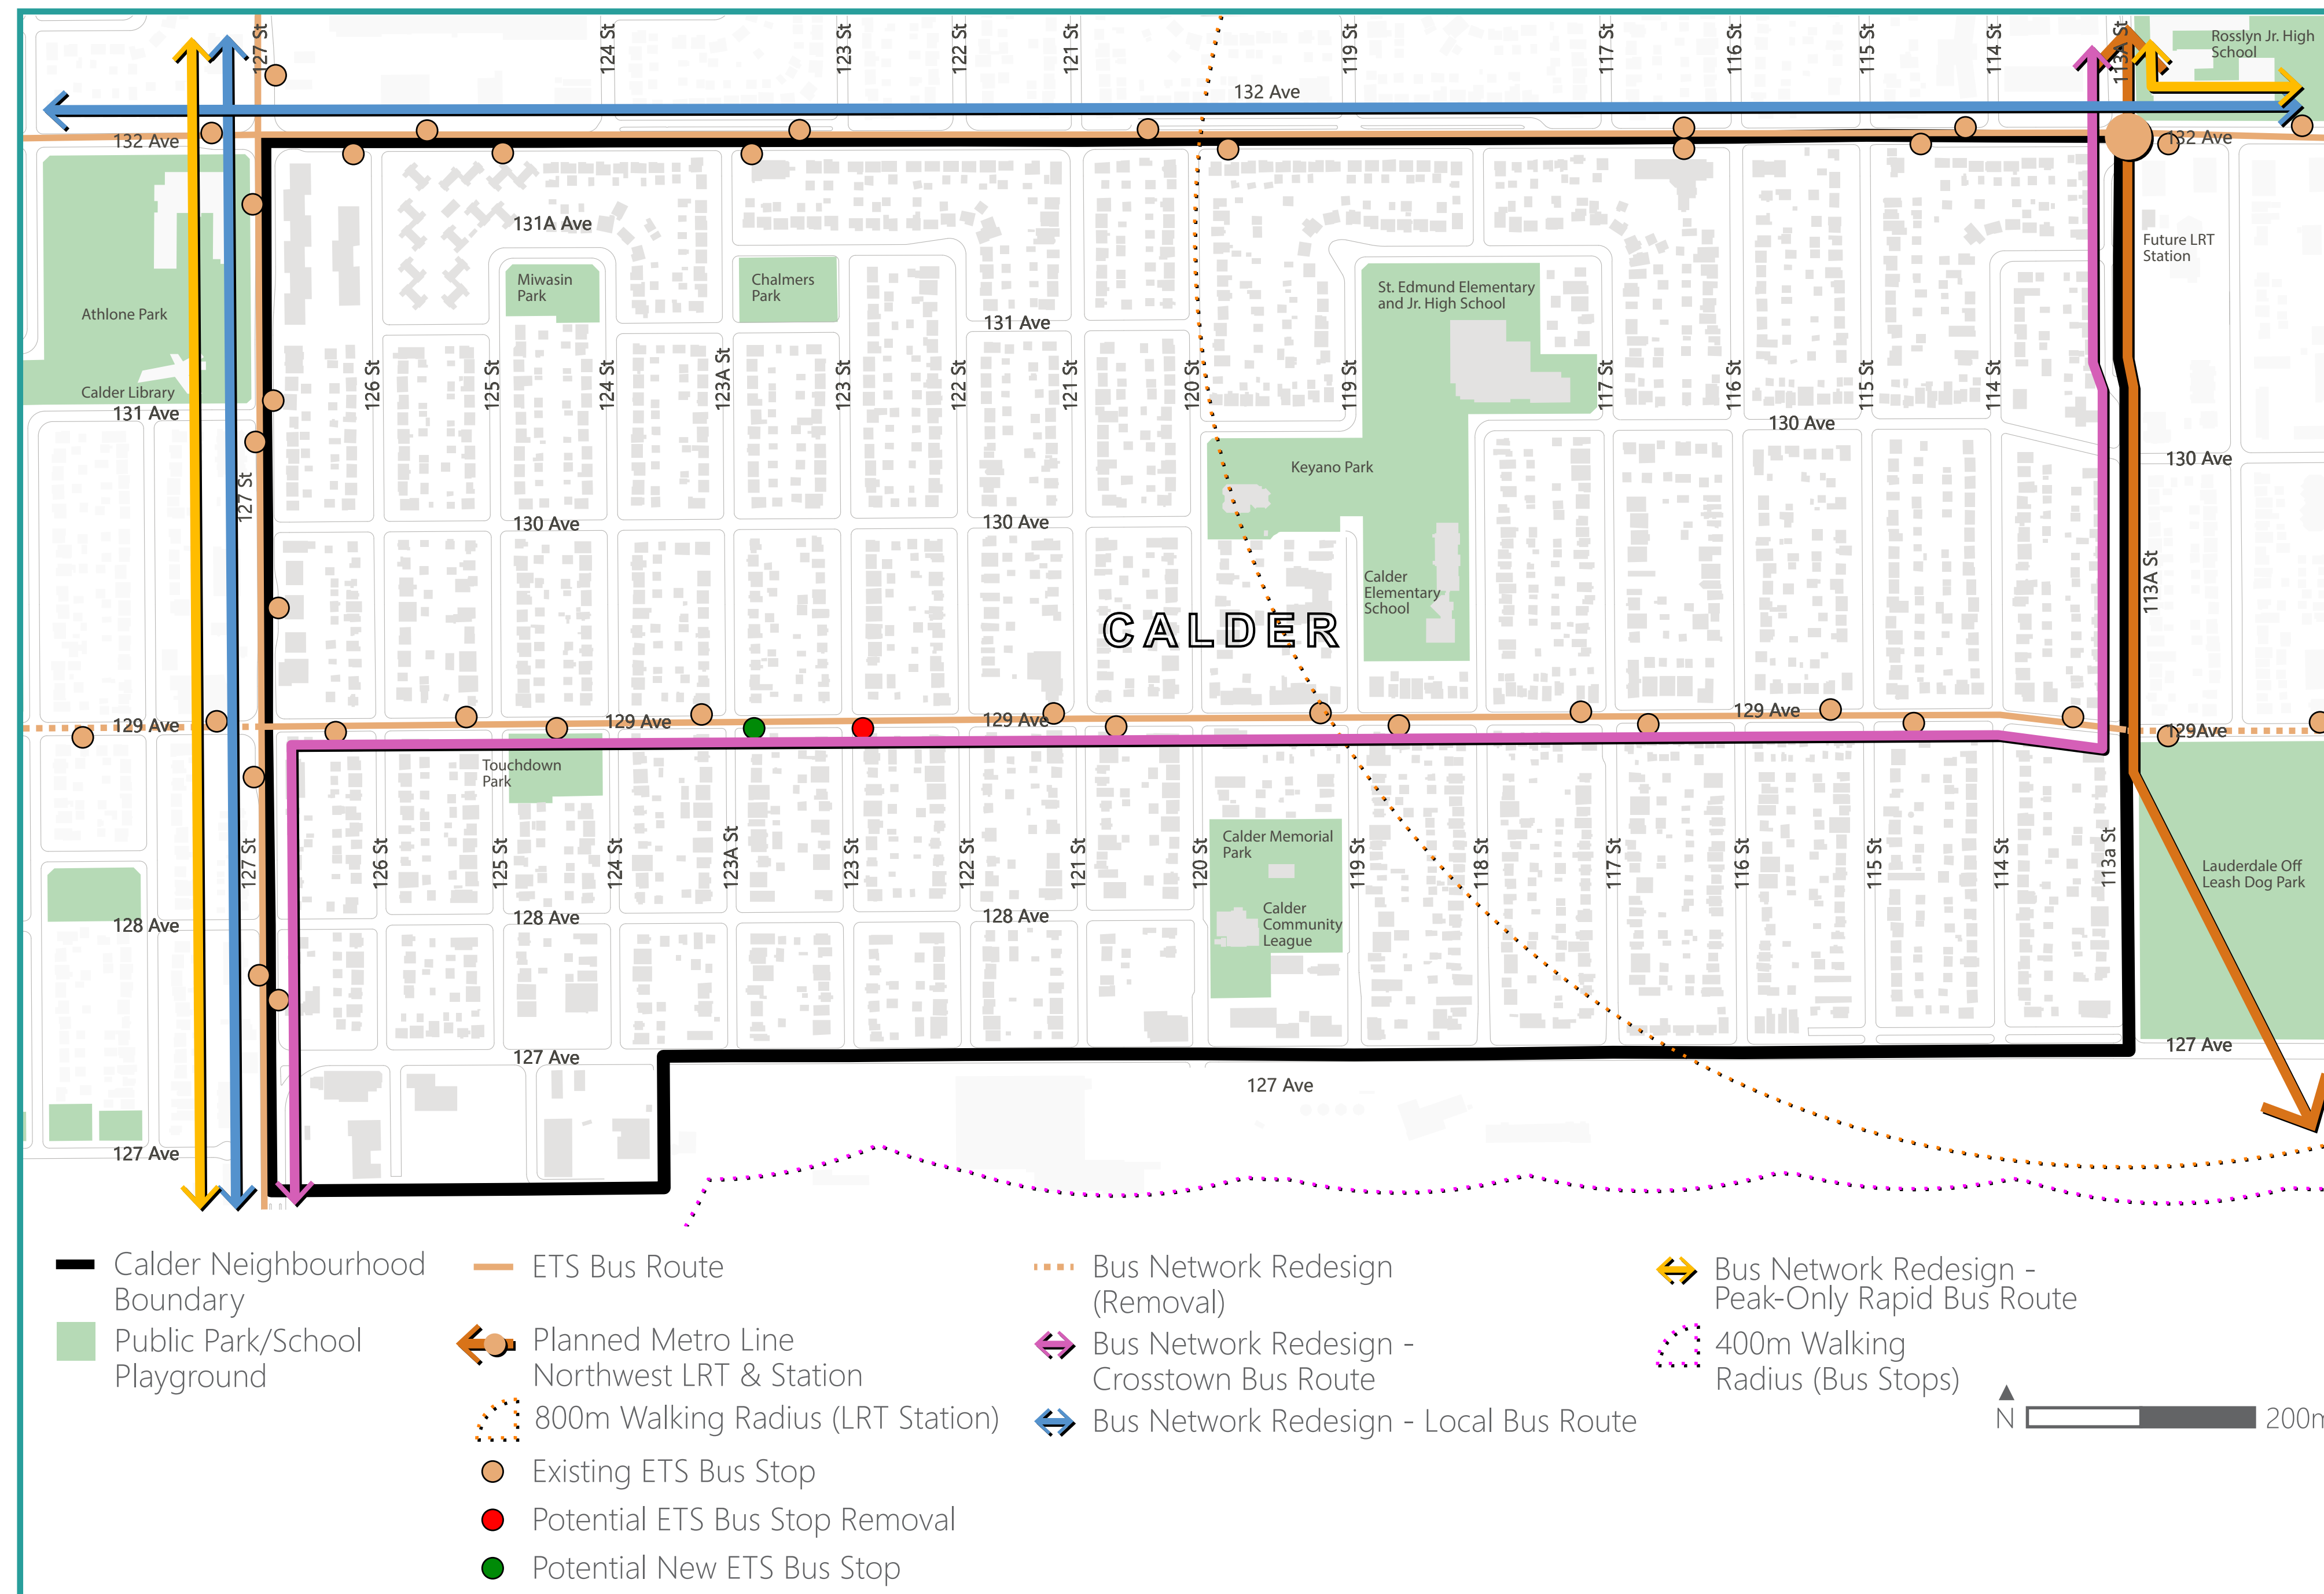 127 St
124 St
123 St
122 St
121 St
119 St
117 St
116 St
115 St
114 St
113A St
Rosslyn Jr. High
School
132 Ave
132 Ave
132 Ave
131A Ave
Future LRT
Station
Miwasin
Park
Chalmers
Park
St. Edmund Elementary
and Jr. High School
Athlone Park
131 Ave
Calder Library
131 Ave
126 St
125 St
124 St
123A St
123 St
122 St
121 St
120 St
119 St
117 St
116 St
115 St
114 St
130 Ave
130 Ave
Keyano Park
127 St
130 Ave
130 Ave
113A St
Calder
Elementary
School
CALDER
129 Ave
129 Ave
129 Ave
129 Ave
129Ave
Touchdown
Park
127 St
126 St
125 St
124 St
123A St
123 St
122 St
121 St
120 St
119 St
118 St
117 St
116 St
115 St
114 St
113a St
Calder Memorial
Park
Lauderdale Off
Leash Dog Park
Calder
Community
League
128 Ave
128 Ave
128 Ave
127 Ave
127 Ave
127 Ave
127 Ave
Calder Neighbourhood
Boundary
Public Park/School
Playground
ETS Bus Route
Planned Metro Line
Northwest LRT & Station
800m Walking Radius (LRT Station)
Existing ETS Bus Stop
Potential ETS Bus Stop Removal
Potential New ETS Bus Stop
Bus Network Redesign
(Removal)
Bus Network Redesign -
Crosstown Bus Route
Bus Network Redesign - Local Bus Route
Bus Network Redesign -
Peak-Only Rapid Bus Route
400m Walking
Radius (Bus Stops)
N
200m